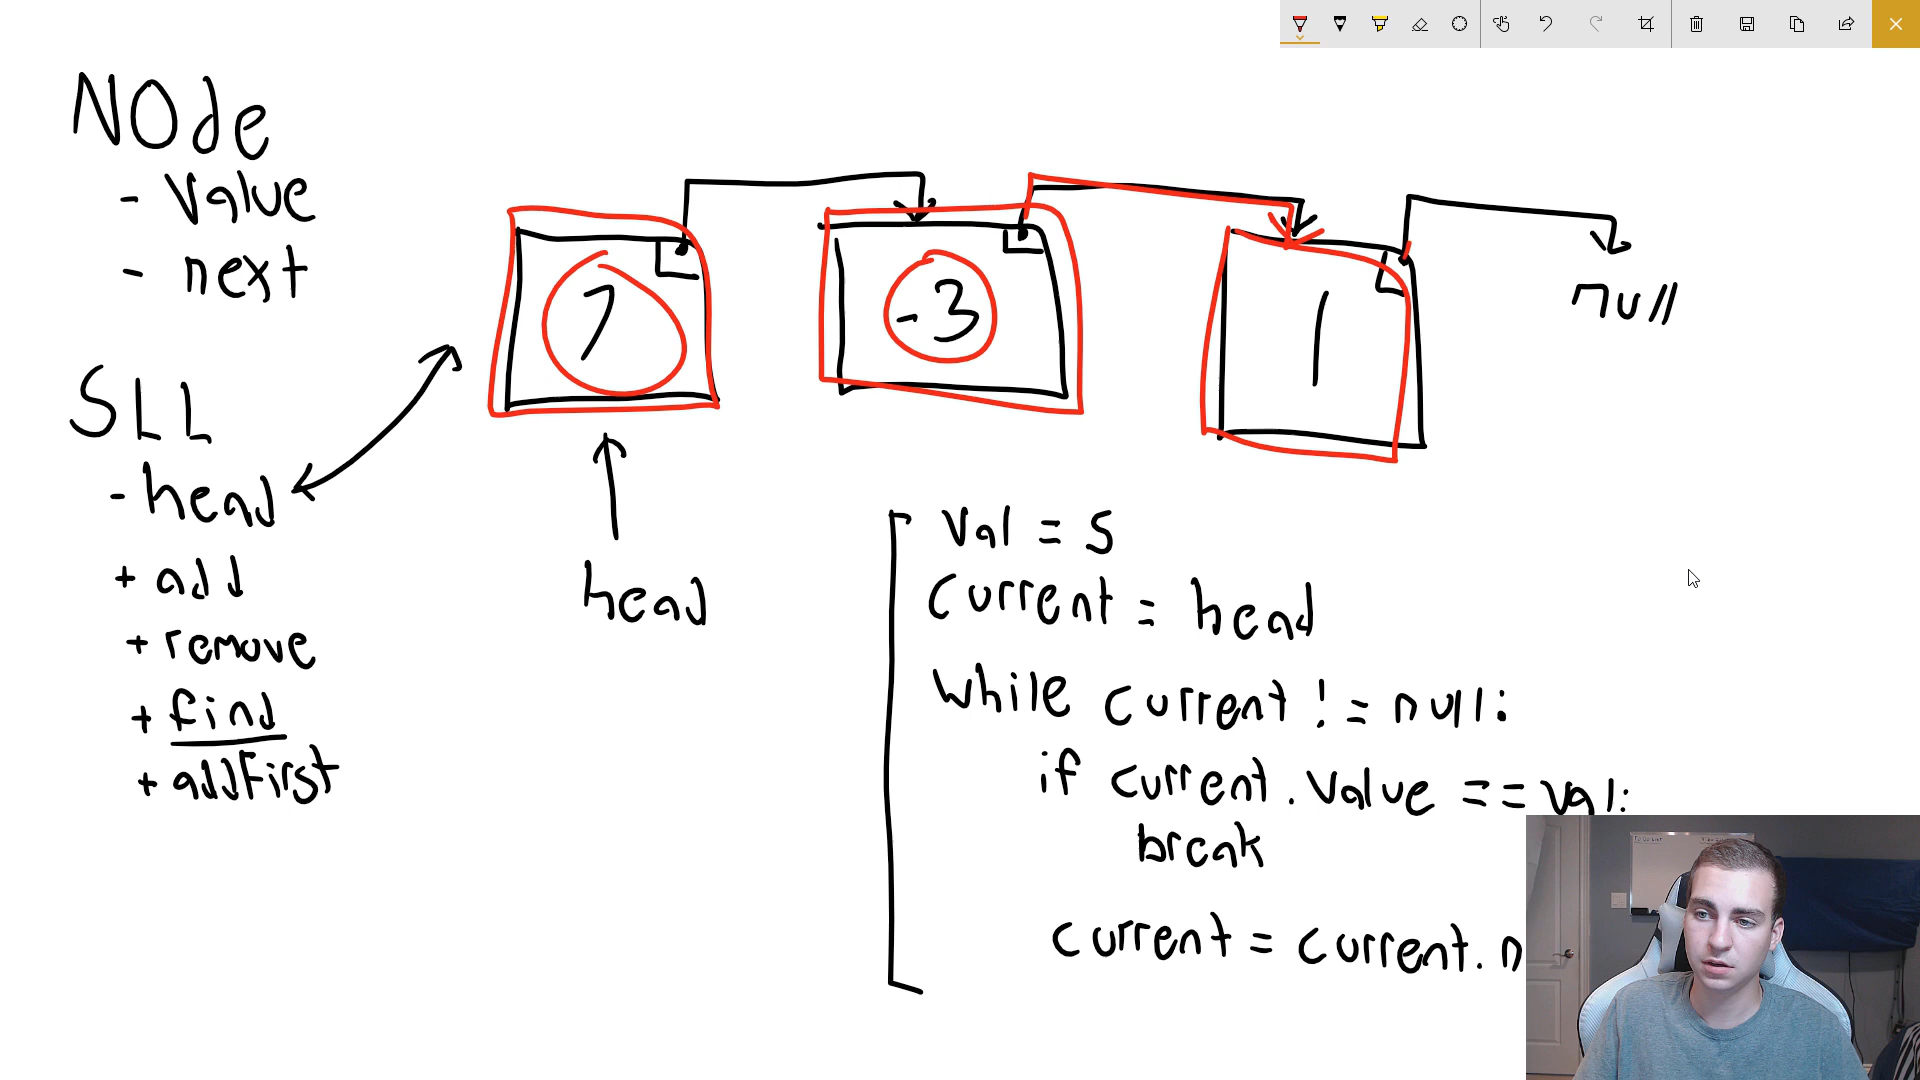 Node
- value
- next
SLL
- head
+ add
+ remove
+ find
+ addFirst
7
-3
1
null
head
Val = 5
current = head
while current != null:
if current.value == val:
break
current = current.n